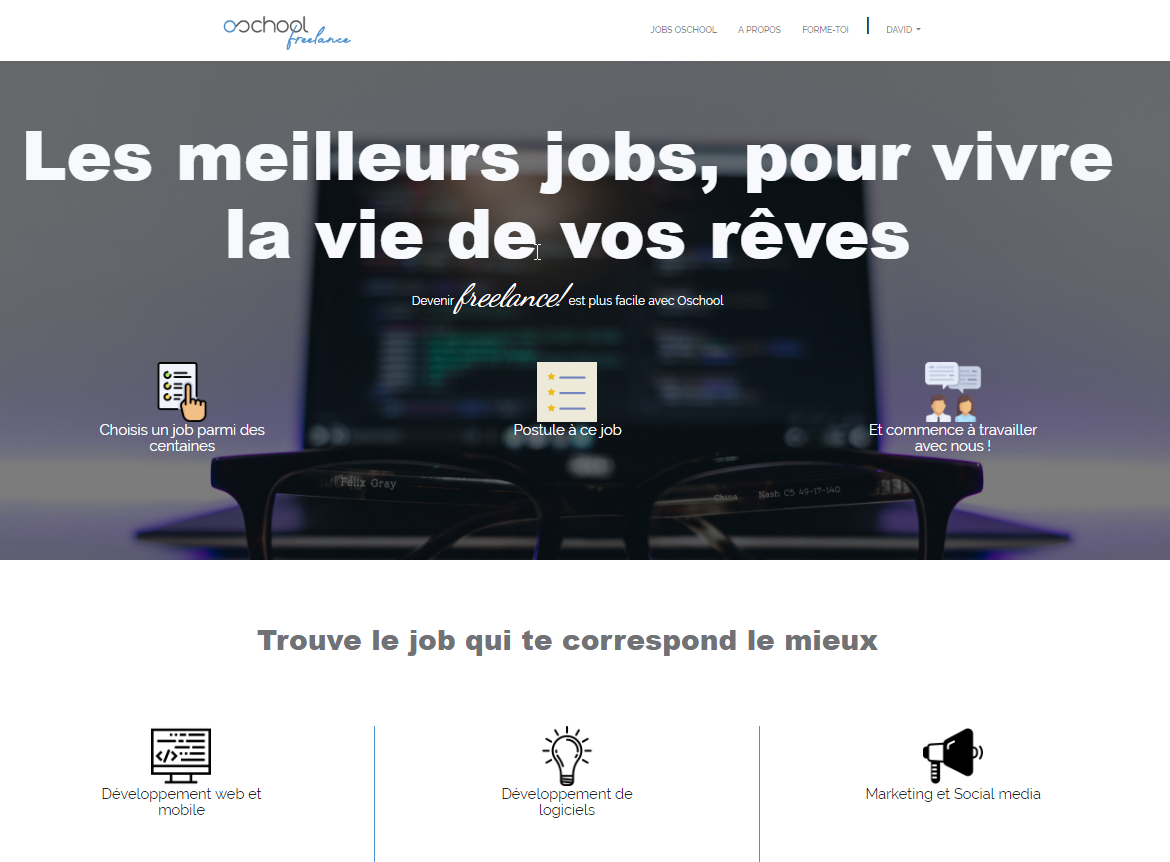 oschool
freelance
JOBS OSCHOOL
A PROPOS
FORME-TOI
DAVID
Les meilleurs jobs, pour vivre
la vie de vos rêves
Devenir freelance! est plus facile avec Oschool
Choisis un job parmi des
centaines
Postule à ce job
Et commence à travailler
avec nous !
Félix Gray
China Nash C5 49-17-140
Trouve le job qui te correspond le mieux
Développement web et
mobile
Développement de
logiciels
Marketing et Social media